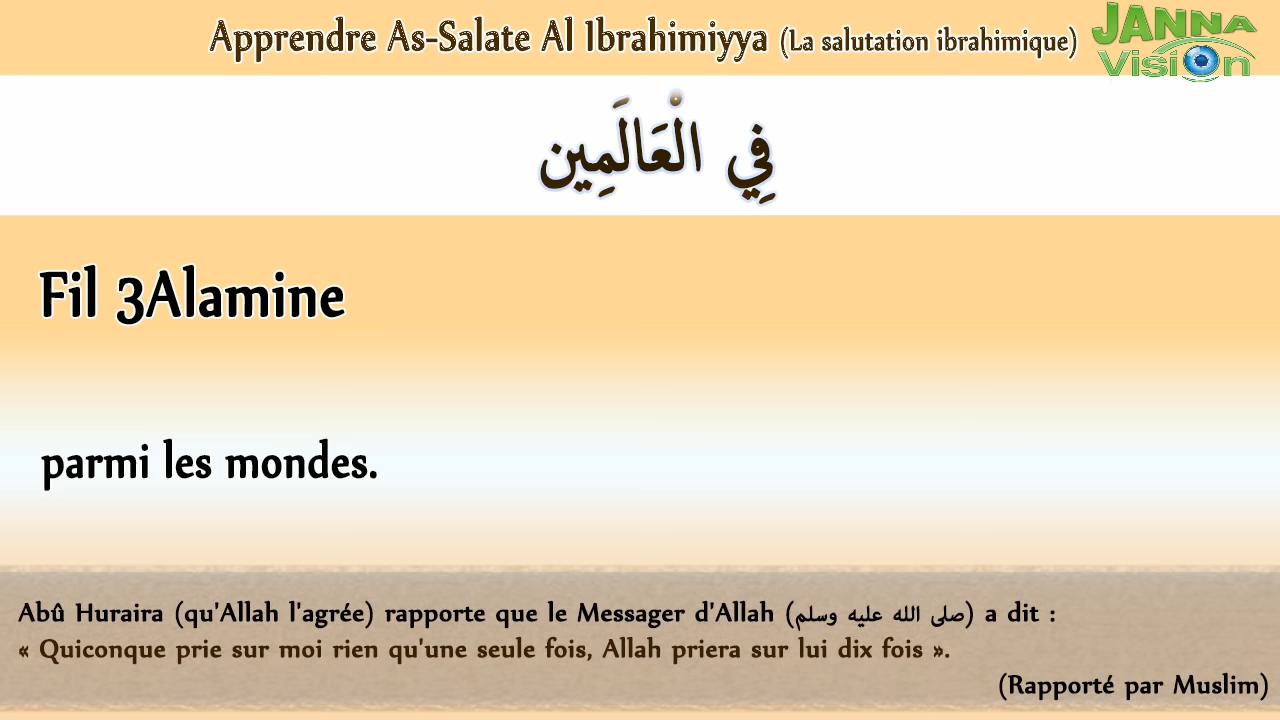 Apprendre As-Salate Al Ibrahimiyya (La salutation ibrahimique)
JANNA
VisiOn
فِي الْعَالَمِين
Fil 3Alamine
parmi les mondes.
Abû Huraira (qu'Allah l'agrée) rapporte que le Messager d'Allah (صلى الله عليه وسلم) a dit :
« Quiconque prie sur moi rien qu'une seule fois, Allah priera sur lui dix fois ».
(Rapporté par Muslim)